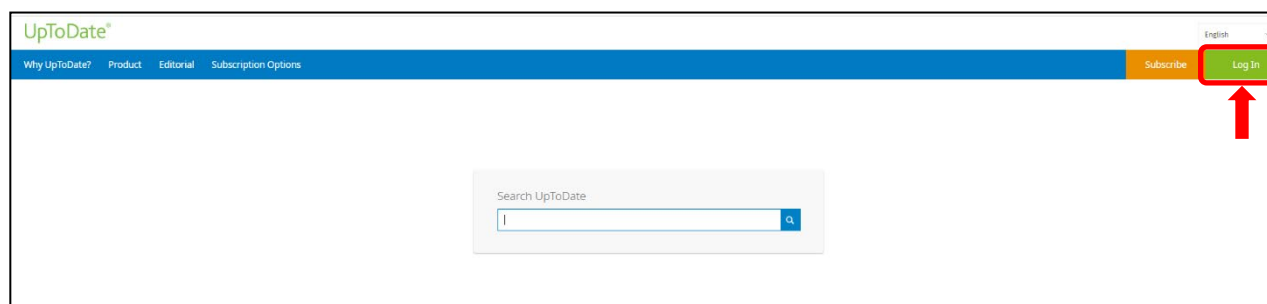 UpToDate®
English
Why UpToDate? Product Editorial Subscription Options Subscribe Log In
Search UpToDate